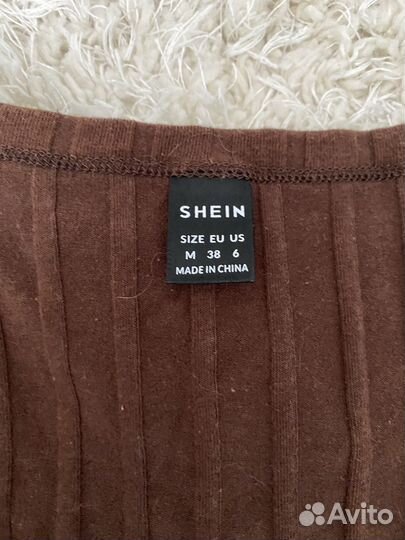 SHEIN
SIZE EU US
M 38 6
MADE IN CHINA
Avito